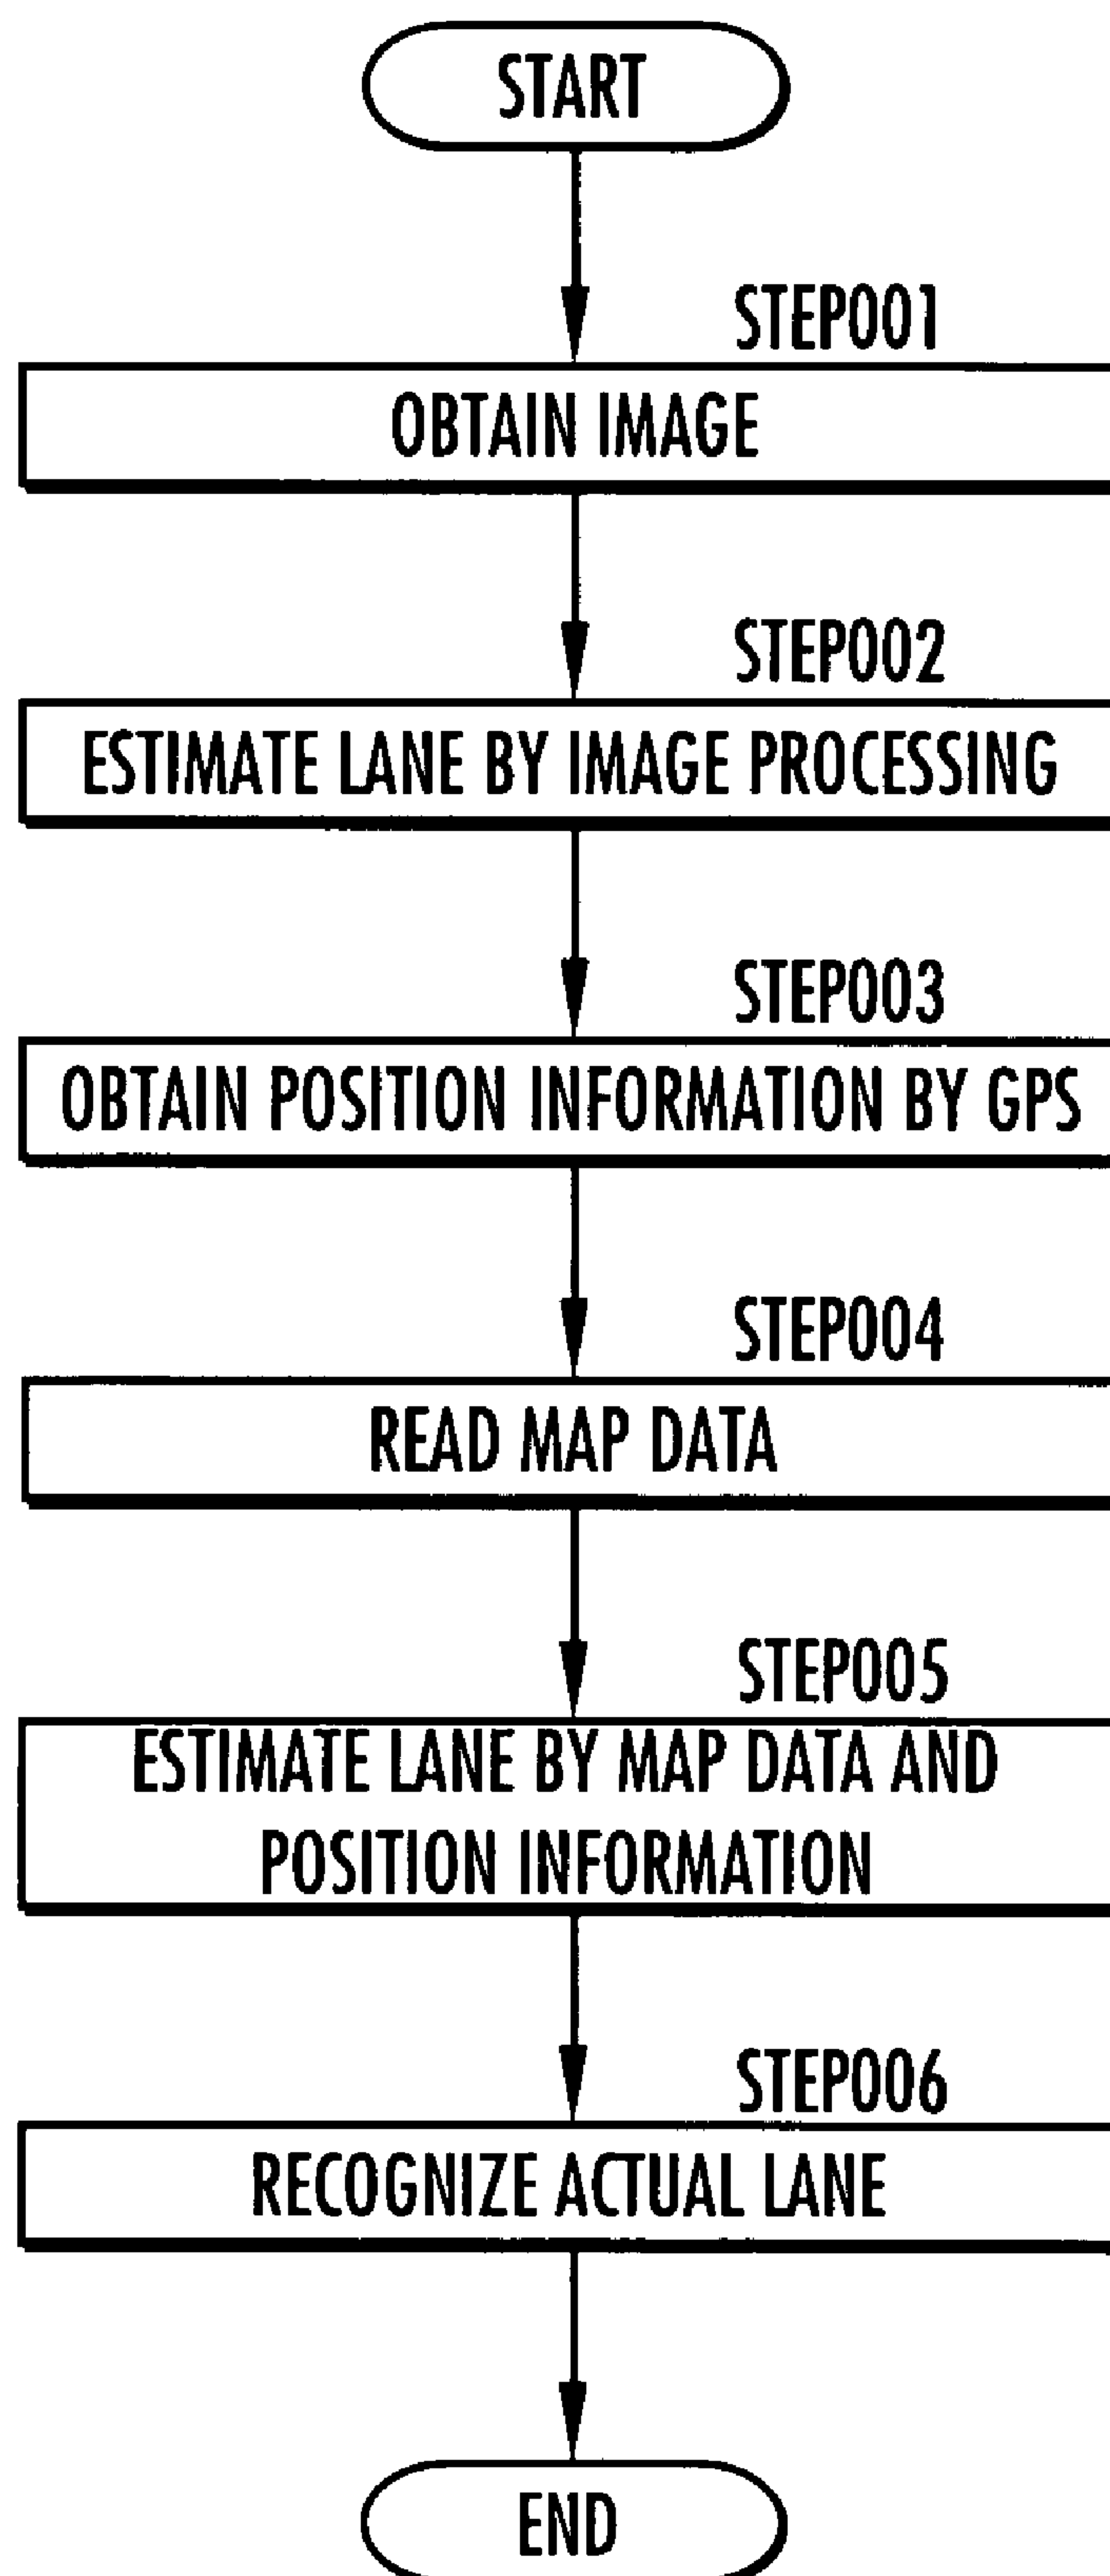 START
STEP001
OBTAIN IMAGE
STEP002
ESTIMATE LANE BY IMAGE PROCESSING
STEP003
OBTAIN POSITION INFORMATION BY GPS
STEP004
READ MAP DATA
STEP005
ESTIMATE LANE BY MAP DATA AND
POSITION INFORMATION
STEP006
RECOGNIZE ACTUAL LANE
END